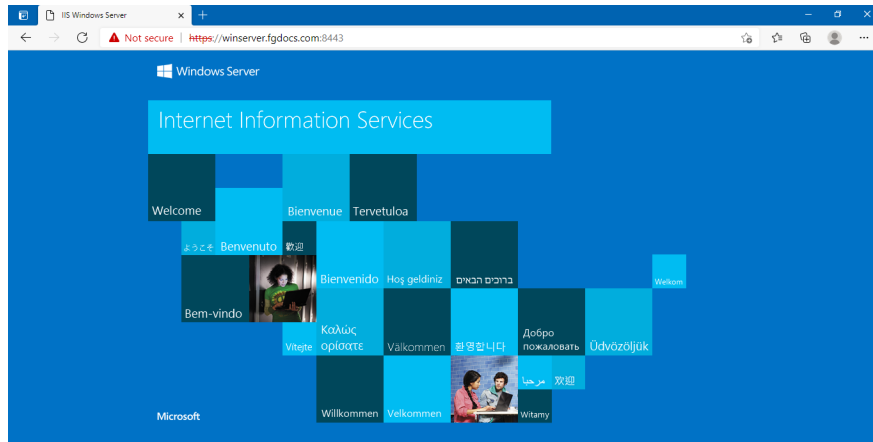 IIS Windows Server
Not secure | https://winserver.fgdocs.com:8443
Windows Server
Internet Information Services
Welcome
Bienvenue
Tervetuloa
ようこそ
Benvenuto
歡迎
Bienvenido
Hoş geldiniz
ברוכים הבאים
Welkom
Bem-vindo
Vítejte
Καλώς
ορίσατε
Välkommen
환영합니다
Добро
пожаловать
Üdvözöljük
مرحبا
欢迎
Microsoft
Willkommen
Velkommen
Witamy